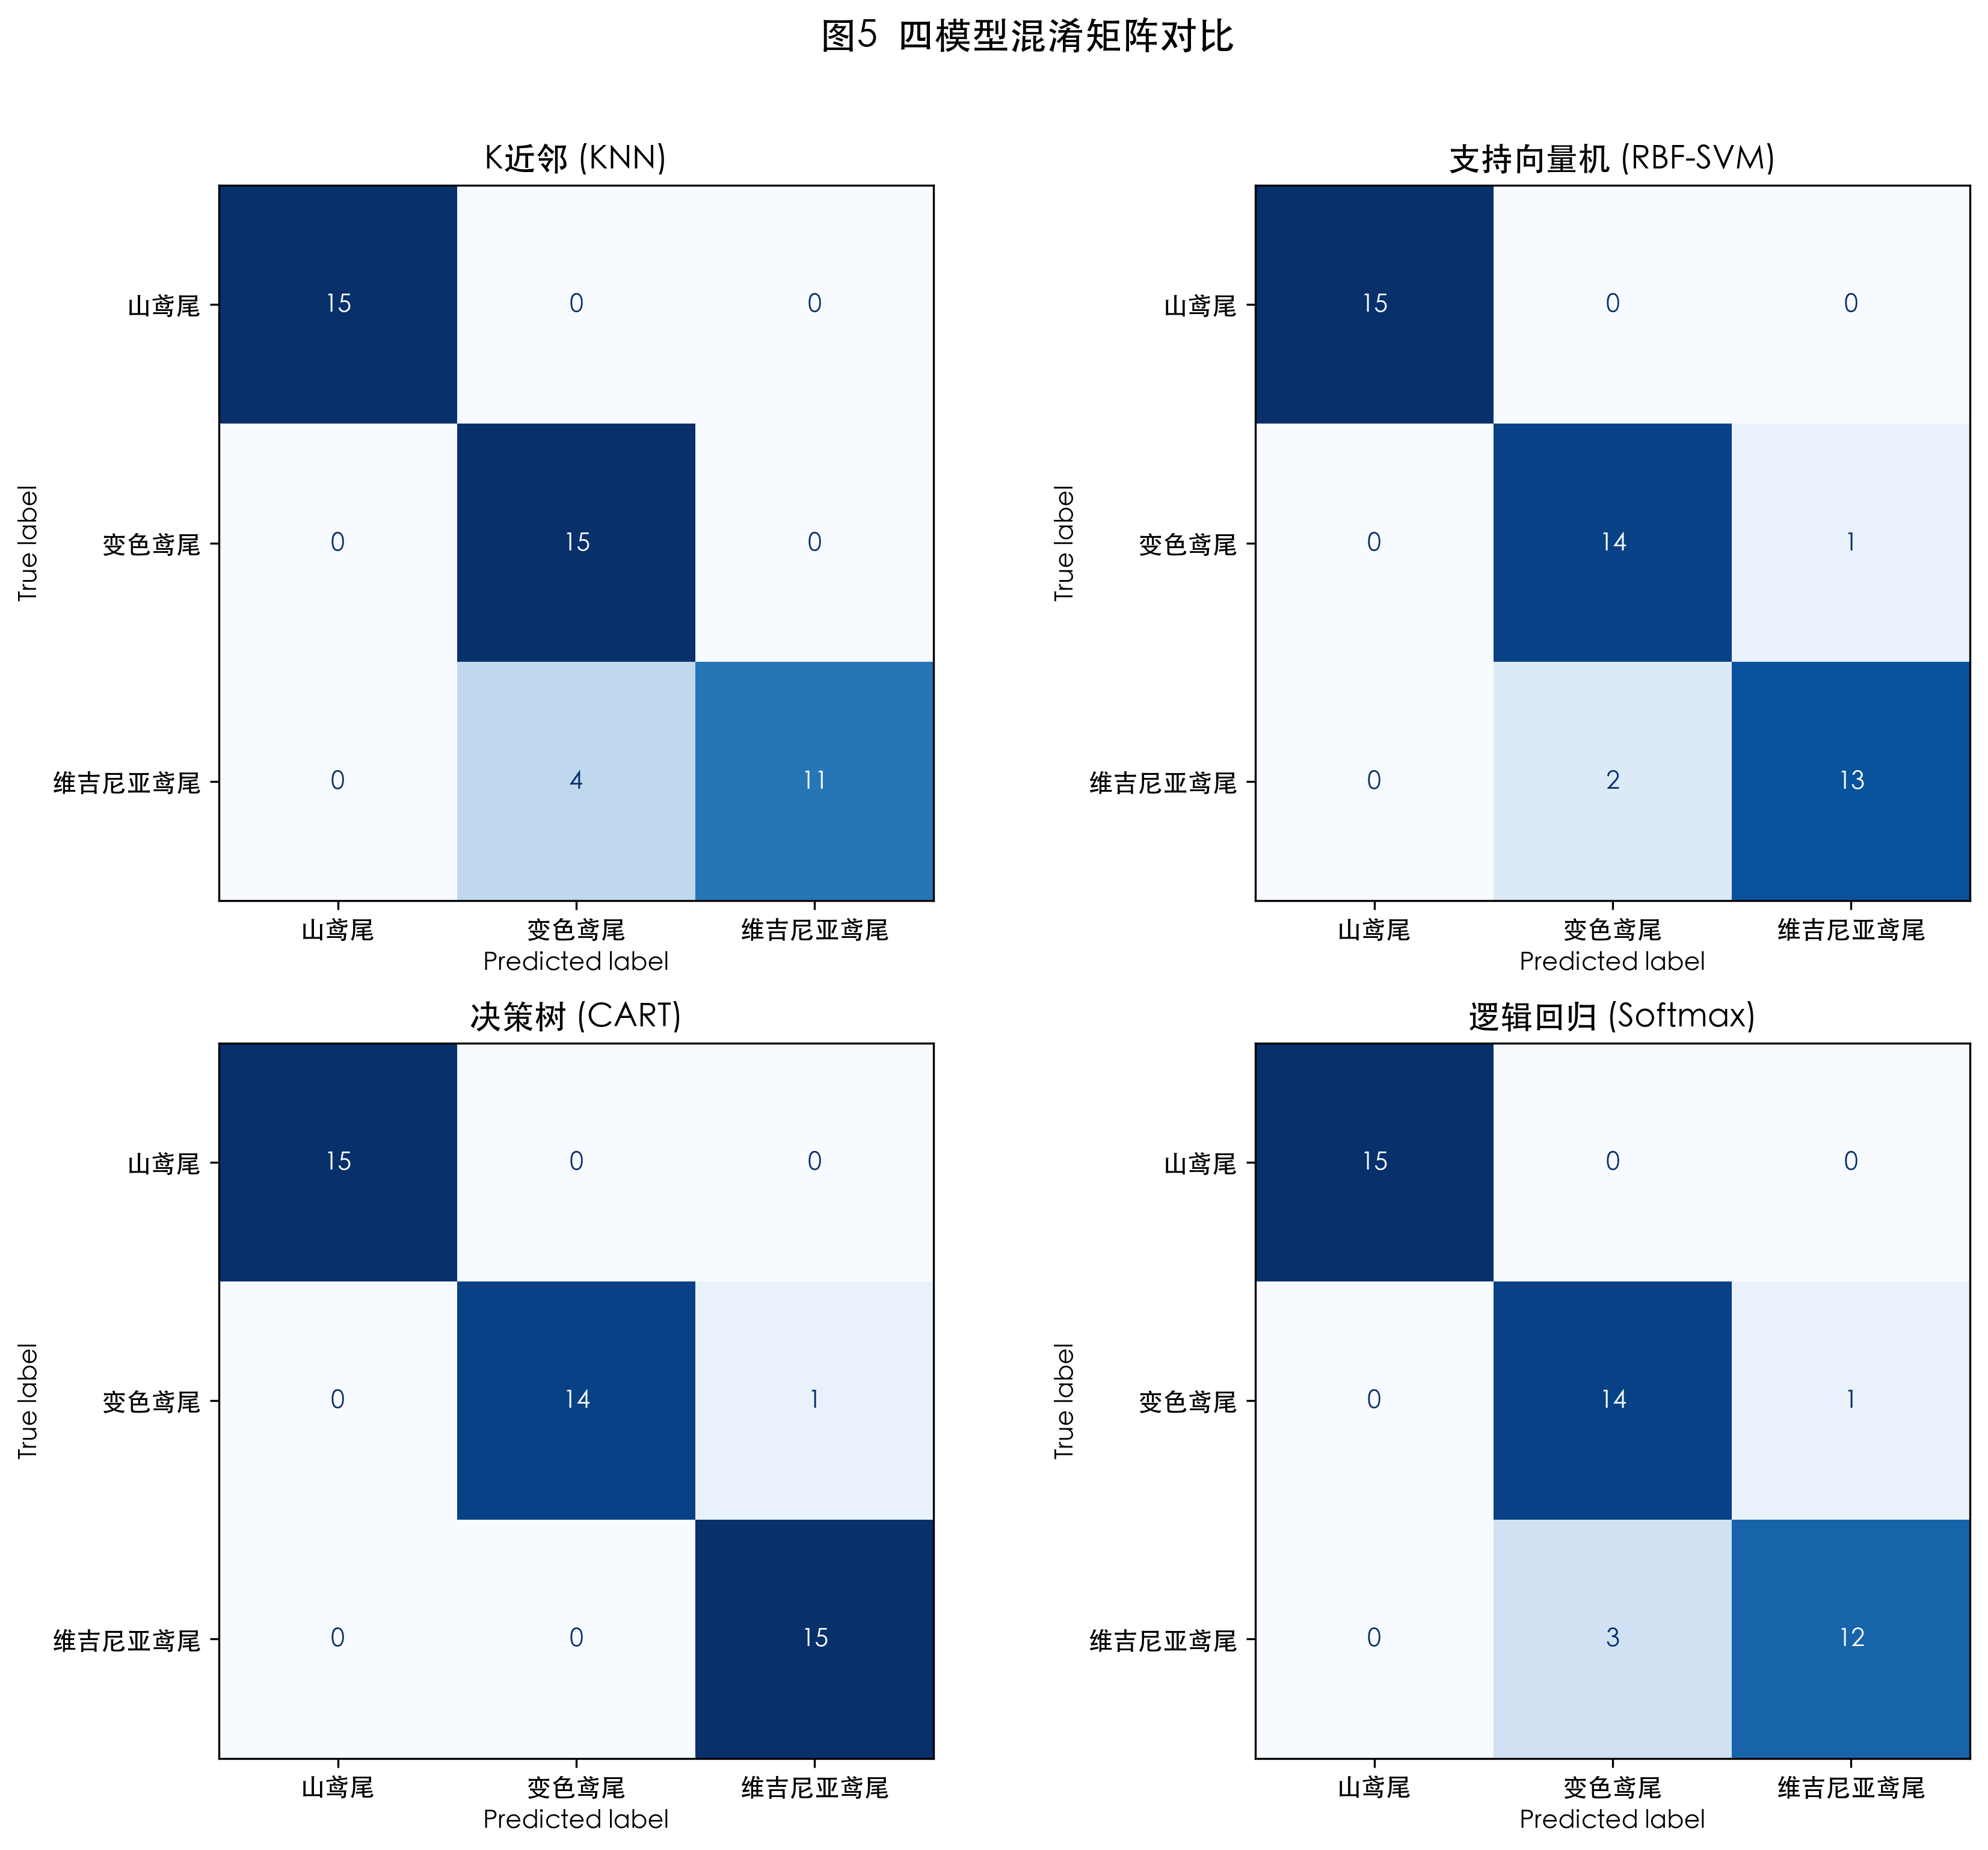 图5 四模型混淆矩阵对比
K近邻 (KNN)
True label
山鸢尾
15 0 0
变色鸢尾
0 15 0
维吉尼亚鸢尾
0 4 11
山鸢尾 变色鸢尾 维吉尼亚鸢尾
Predicted label
支持向量机 (RBF-SVM)
True label
山鸢尾
15 0 0
变色鸢尾
0 14 1
维吉尼亚鸢尾
0 2 13
山鸢尾 变色鸢尾 维吉尼亚鸢尾
Predicted label
决策树 (CART)
True label
山鸢尾
15 0 0
变色鸢尾
0 14 1
维吉尼亚鸢尾
0 0 15
山鸢尾 变色鸢尾 维吉尼亚鸢尾
Predicted label
逻辑回归 (Softmax)
True label
山鸢尾
15 0 0
变色鸢尾
0 14 1
维吉尼亚鸢尾
0 3 12
山鸢尾 变色鸢尾 维吉尼亚鸢尾
Predicted label